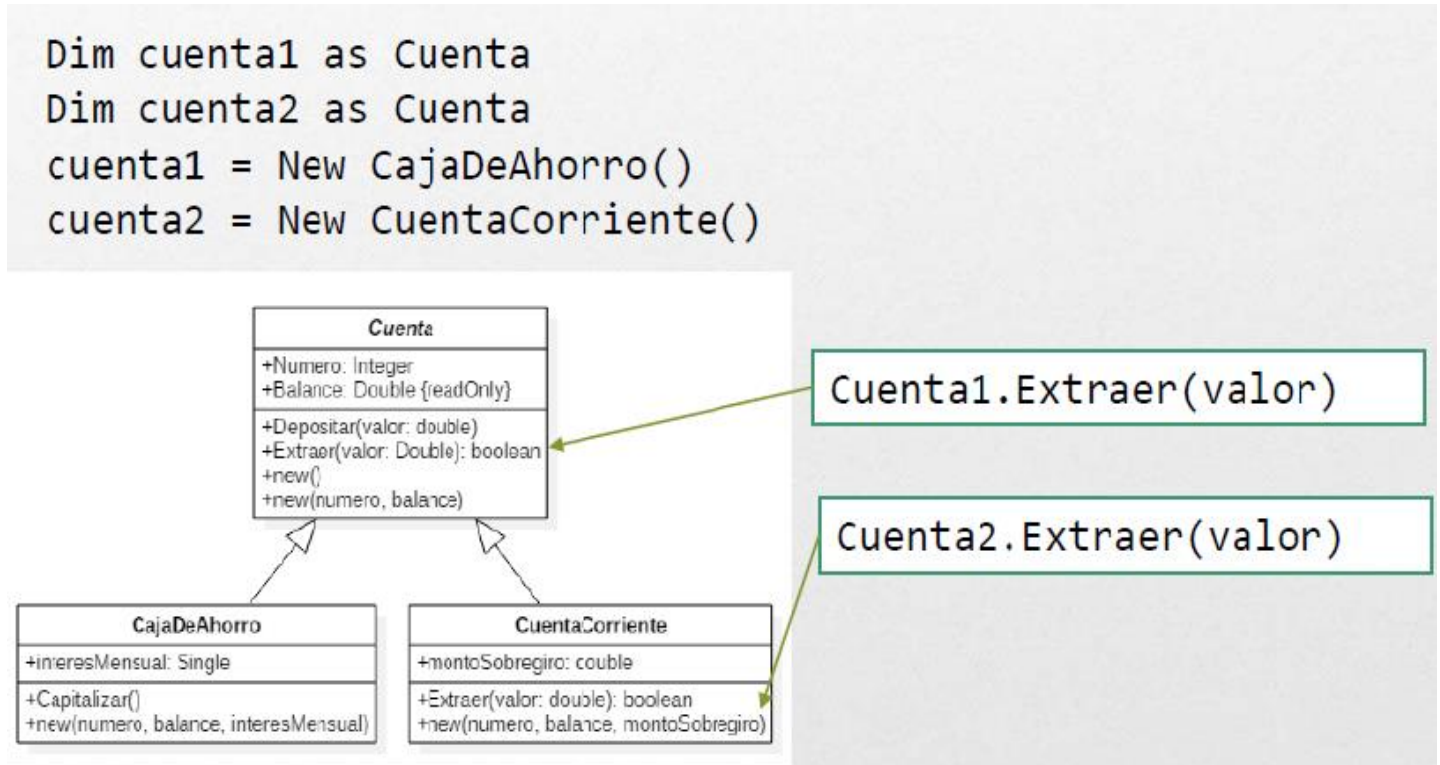 Dim cuenta1 as Cuenta
Dim cuenta2 as Cuenta
cuenta1 = New CajaDeAhorro()
cuenta2 = New CuentaCorriente()
Cuenta
+Numero: Integer
+Balance: Double {readOnly}
+Depositar(valor: double)
+Extraer(valor: Double): boolean
+new()
+new(numero, balance)
Cuenta1.Extraer(valor)
Cuenta2.Extraer(valor)
CajaDeAhorro
+interesMensual: Single
+Capitalizar()
+new(numero, balance, interesMensual)
CuentaCorriente
+montoSobregiro: couble
+Extraer(valor: double): boolean
+new(numero, balance, montoSobregiro)